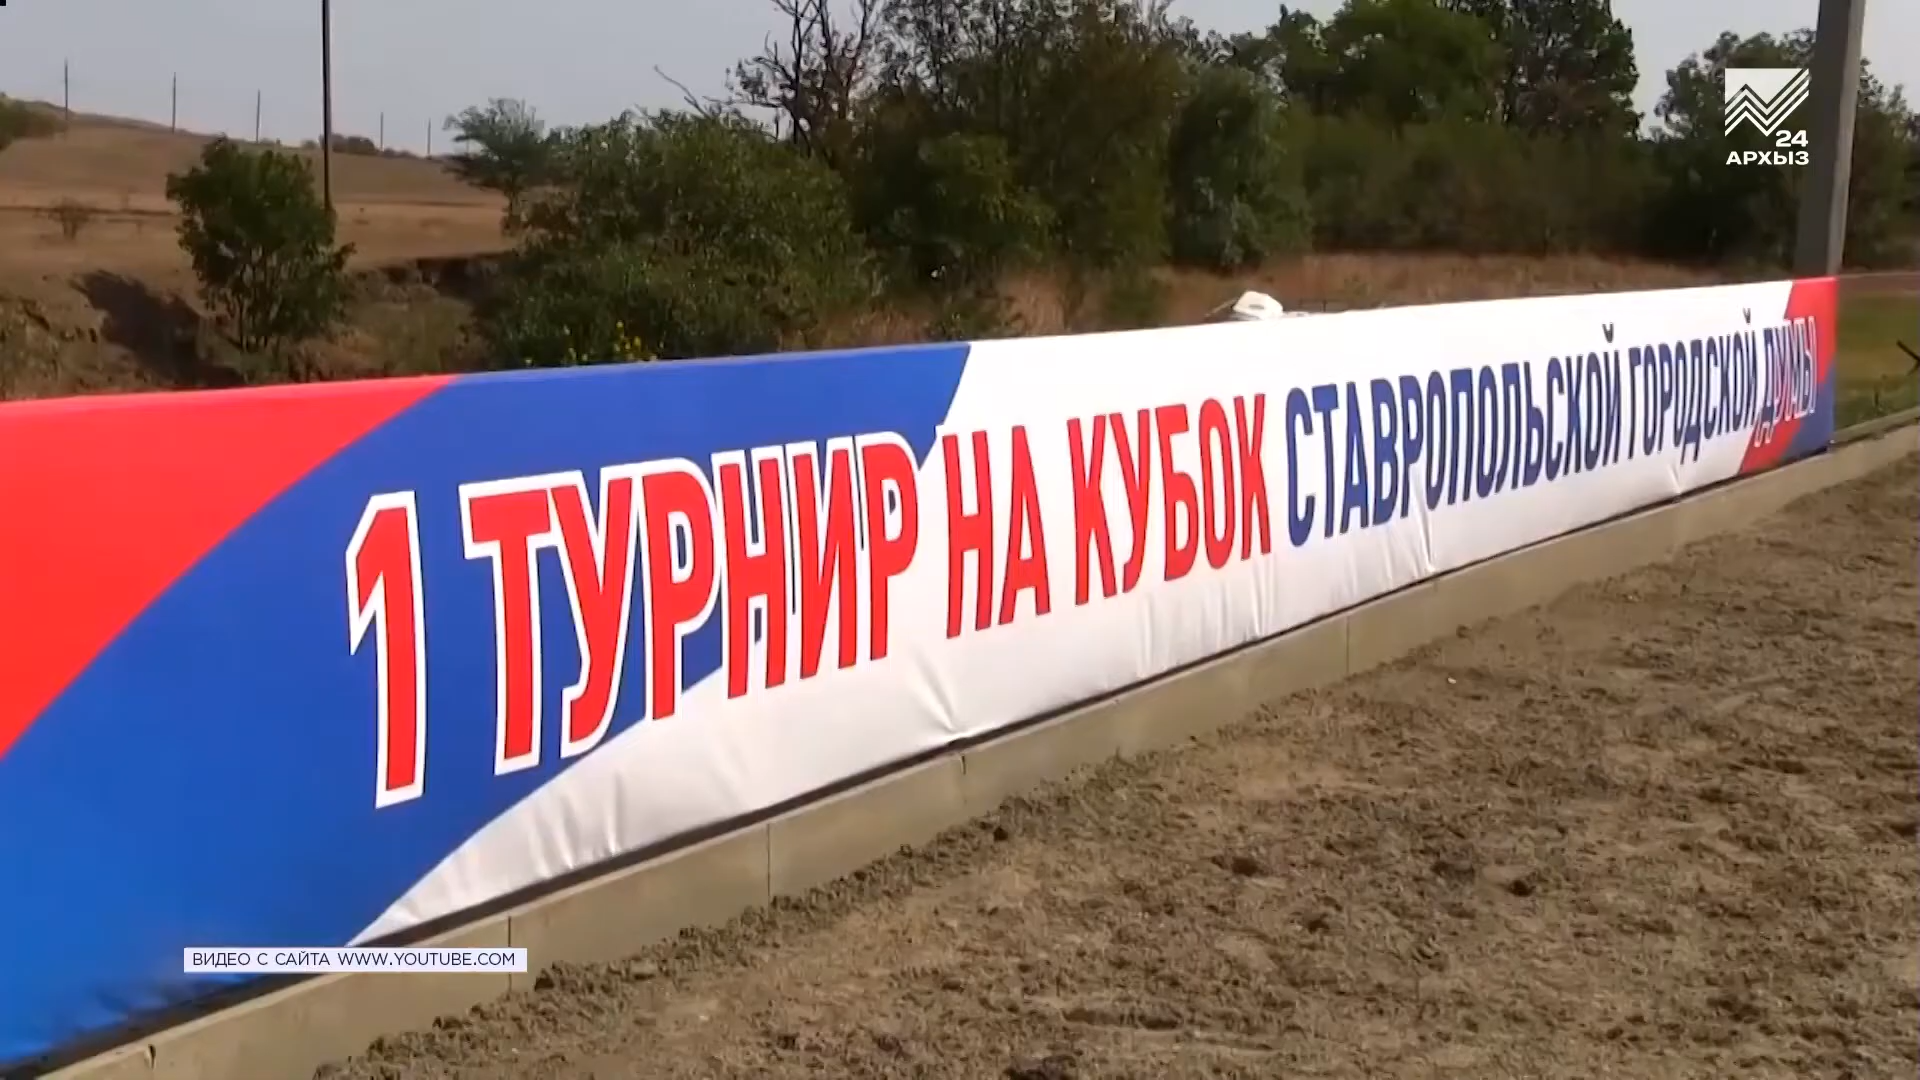 24
АРХЫЗ
1 ТУРНИР НА КУБОК СТАВРОПОЛЬСКОЙ ГОРОДСКОЙ ДУМЫ
ВИДЕО С САЙТА WWW.YOUTUBE.COM